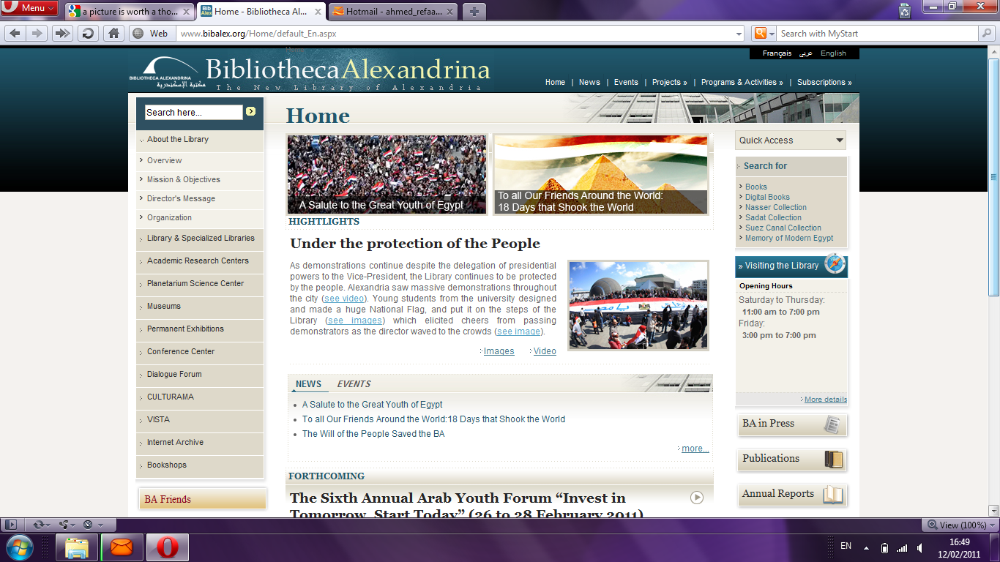 Menu
a picture is worth a tho...
Home - Bibliotheca Al...
Hotmail - ahmed_refaa...
Web
www.bibalex.org/Home/default_En.aspx
Search with MyStart
Français عربى English
BIBLIOTHECA ALEXANDRINA
مكتبة الإسكندرية
BibliothecaAlexandrina
The New Library of Alexandria
Home | News | Events | Projects » | Programs & Activities » | Subscriptions »
Search here...
About the Library
Overview
Mission & Objectives
Director's Message
Organization
Library & Specialized Libraries
Academic Research Centers
Planetarium Science Center
Museums
Permanent Exhibitions
Conference Center
Dialogue Forum
CULTURAMA
VISTA
Internet Archive
Bookshops
BA Friends
Home
A Salute to the Great Youth of Egypt
To all Our Friends Around the World:
18 Days that Shook the World
HIGHTLIGHTS
Under the protection of the People
As demonstrations continue despite the delegation of presidential
powers to the Vice-President, the Library continues to be protected
by the people. Alexandria saw massive demonstrations throughout
the city (see video). Young students from the university designed
and made a huge National Flag, and put it on the steps of the
Library (see images) which elicited cheers from passing
demonstrators as the director waved to the crowds (see image).
Images Video
NEWS EVENTS
A Salute to the Great Youth of Egypt
To all Our Friends Around the World:18 Days that Shook the World
The Will of the People Saved the BA
more...
FORTHCOMING
The Sixth Annual Arab Youth Forum “Invest in
Tomorrow, Start Today” (26 to 28 February 2011)
Quick Access
Search for
Books
Digital Books
Nasser Collection
Sadat Collection
Suez Canal Collection
Memory of Modern Egypt
» Visiting the Library
Opening Hours
Saturday to Thursday:
11:00 am to 7:00 pm
Friday:
3:00 pm to 7:00 pm
More details
BA in Press
Publications
Annual Reports
View (100%)
EN
16:49
12/02/2011